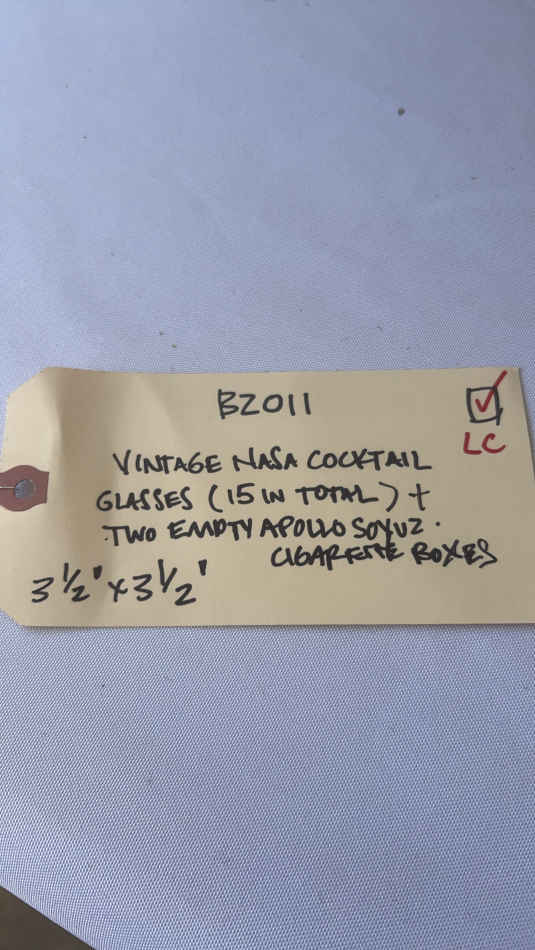 BZ011
LC
VINTAGE NASA COCKTAIL
GLASSES (15 IN TOTAL) +
TWO EMPTY APOLLO SOYUZ.
CIGARETTE BOXES
3 1/2" x 3 1/2"